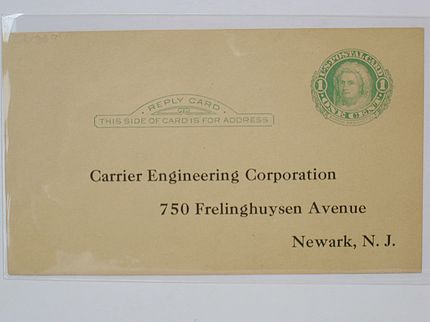 REPLY CARD
THIS SIDE OF CARD IS FOR ADDRESS
U.S. POSTAL CARD
1 ONE CENT 1
Carrier Engineering Corporation
750 Frelinghuysen Avenue
Newark, N. J.